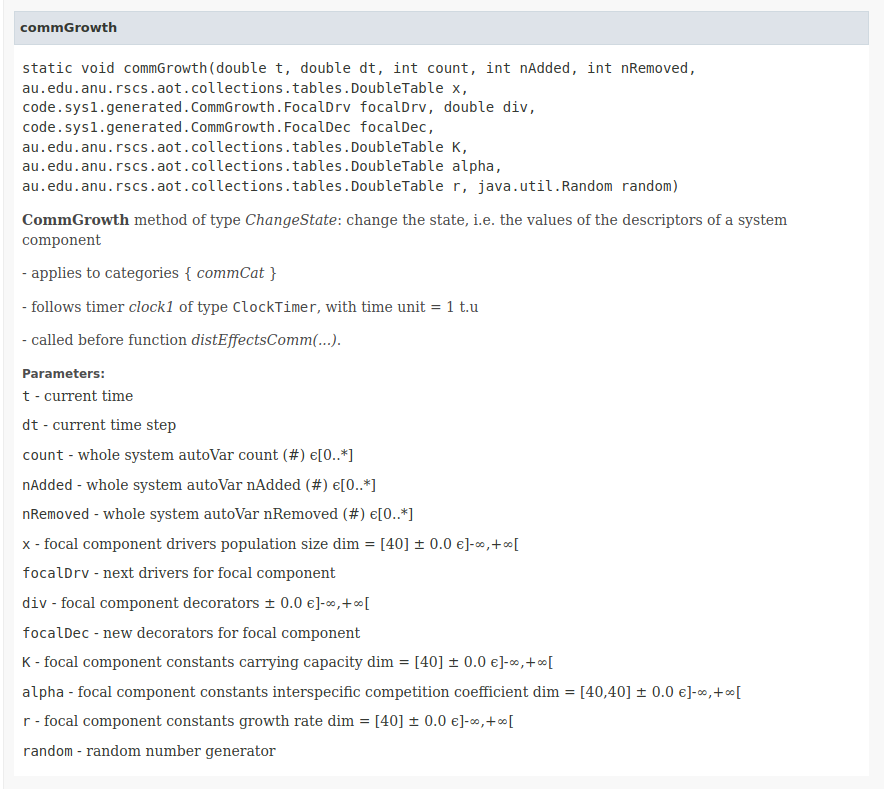 commGrowth
static void commGrowth(double t, double dt, int count, int nAdded, int nRemoved,
au.edu.anu.rscs.aot.collections.tables.DoubleTable x,
code.sys1.generated.CommGrowth.FocalDrv focalDrv, double div,
code.sys1.generated.CommGrowth.FocalDec focalDec,
au.edu.anu.rscs.aot.collections.tables.DoubleTable K,
au.edu.anu.rscs.aot.collections.tables.DoubleTable alpha,
au.edu.anu.rscs.aot.collections.tables.DoubleTable r, java.util.Random random)
CommGrowth method of type ChangeState: change the state, i.e. the values of the descriptors of a system
component
- applies to categories { commCat }
- follows timer clock1 of type ClockTimer, with time unit = 1 t.u
- called before function distEffectsComm(...).
Parameters:
t - current time
dt - current time step
count - whole system autoVar count (#) ϵ[0..*]
nAdded - whole system autoVar nAdded (#) ϵ[0..*]
nRemoved - whole system autoVar nRemoved (#) ϵ[0..*]
x - focal component drivers population size dim = [40] ± 0.0 ϵ]-∞,+∞[
focalDrv - next drivers for focal component
div - focal component decorators ± 0.0 ϵ]-∞,+∞[
focalDec - new decorators for focal component
K - focal component constants carrying capacity dim = [40] ± 0.0 ϵ]-∞,+∞[
alpha - focal component constants interspecific competition coefficient dim = [40,40] ± 0.0 ϵ]-∞,+∞[
r - focal component constants growth rate dim = [40] ± 0.0 ϵ]-∞,+∞[
random - random number generator